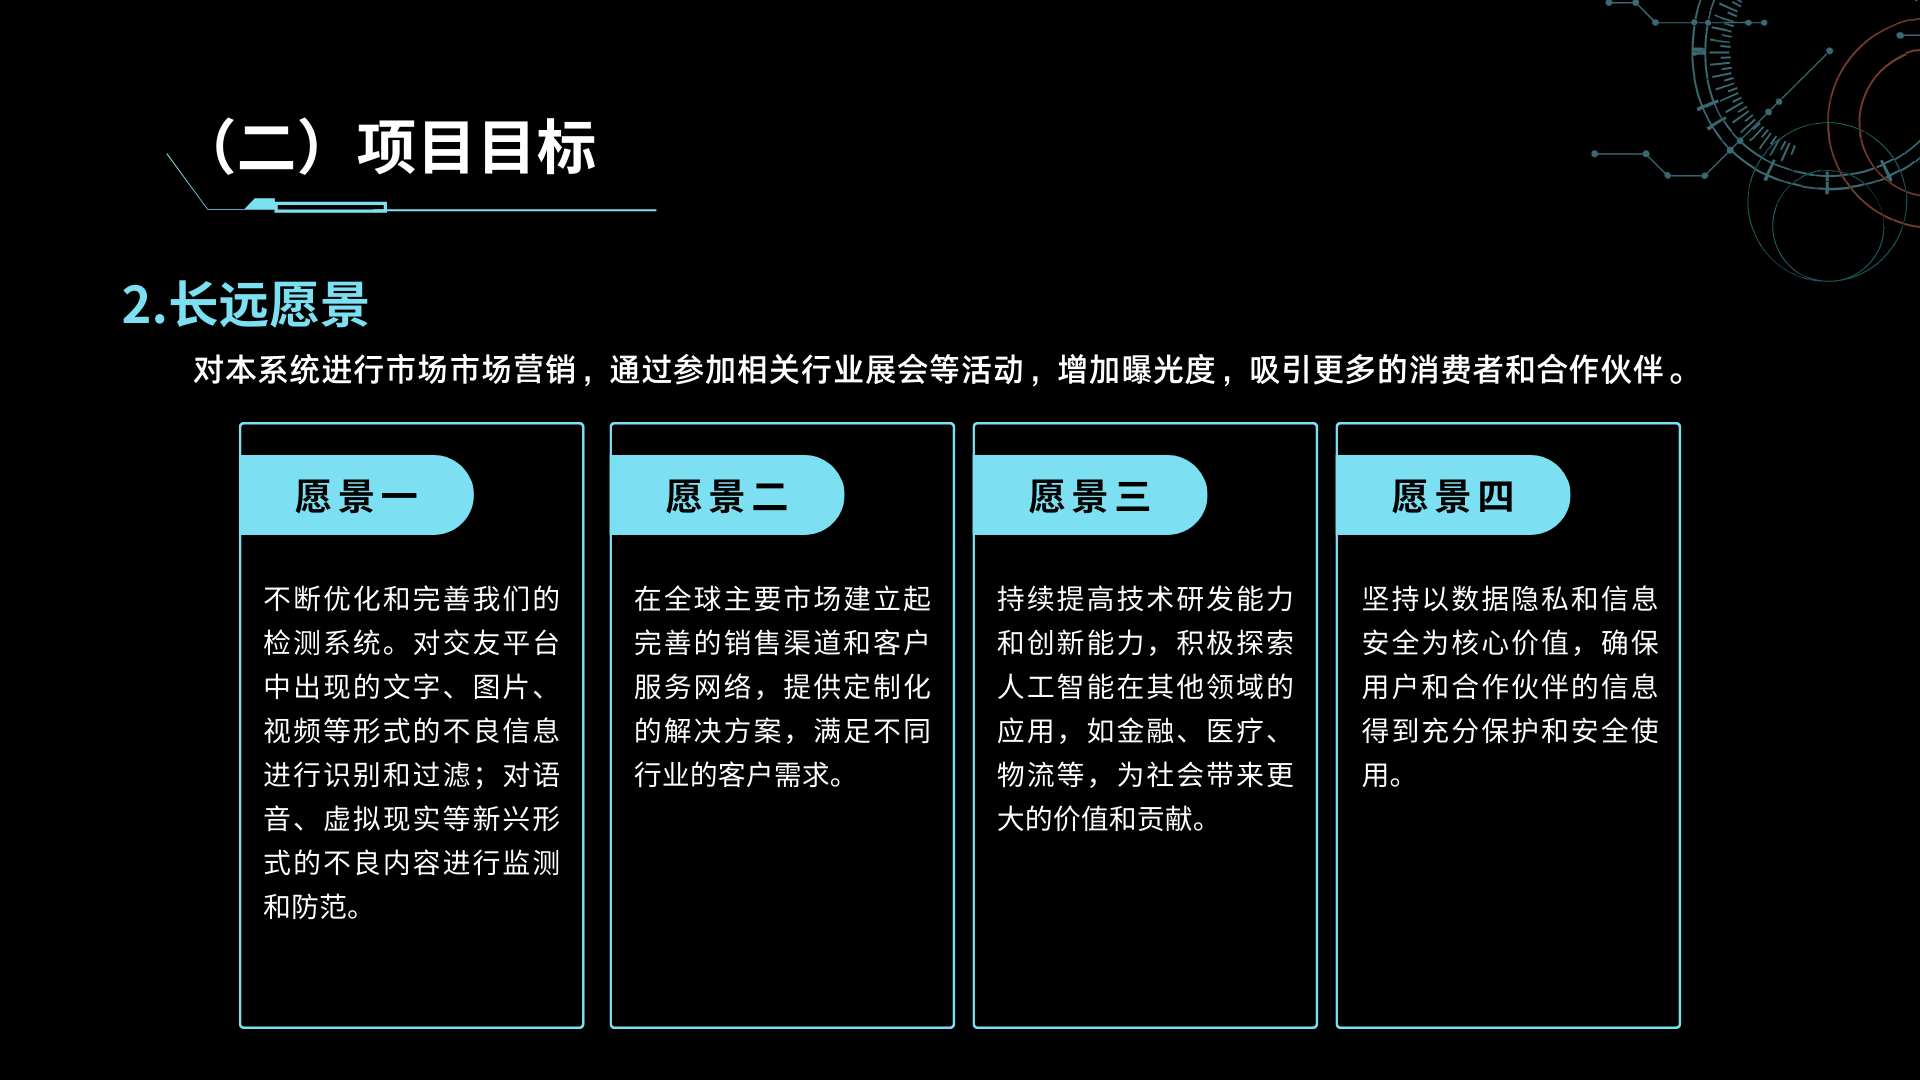 （二）项目目标
2.长远愿景
对本系统进行市场市场营销，通过参加相关行业展会等活动，增加曝光度，吸引更多的消费者和合作伙伴。
愿景一
不断优化和完善我们的
检测系统。对交友平台
中出现的文字、图片、
视频等形式的不良信息
进行识别和过滤；对语
音、虚拟现实等新兴形
式的不良内容进行监测
和防范。
愿景二
在全球主要市场建立起
完善的销售渠道和客户
服务网络，提供定制化
的解决方案，满足不同
行业的客户需求。
愿景三
持续提高技术研发能力
和创新能力，积极探索
人工智能在其他领域的
应用，如金融、医疗、
物流等，为社会带来更
大的价值和贡献。
愿景四
坚持以数据隐私和信息
安全为核心价值，确保
用户和合作伙伴的信息
得到充分保护和安全使
用。